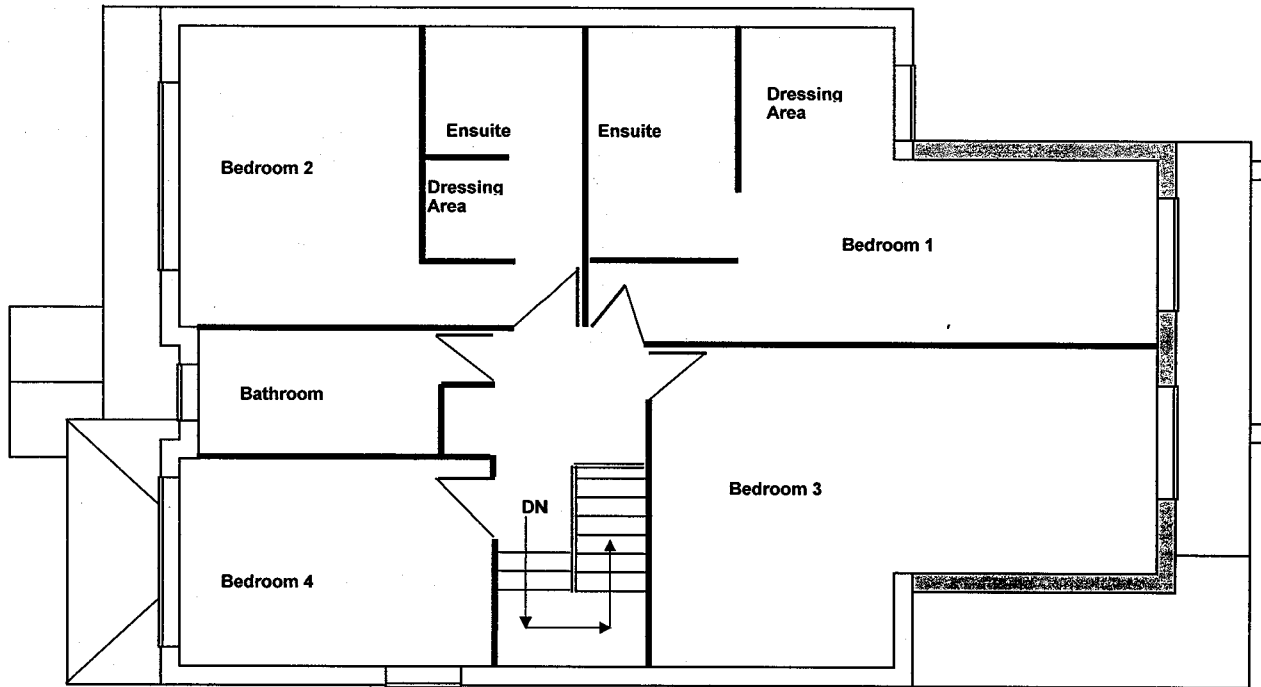 Dressing
Area
Ensuite
Ensuite
Bedroom 2
Dressing
Area
Bedroom 1
Bathroom
Bedroom 3
DN
Bedroom 4